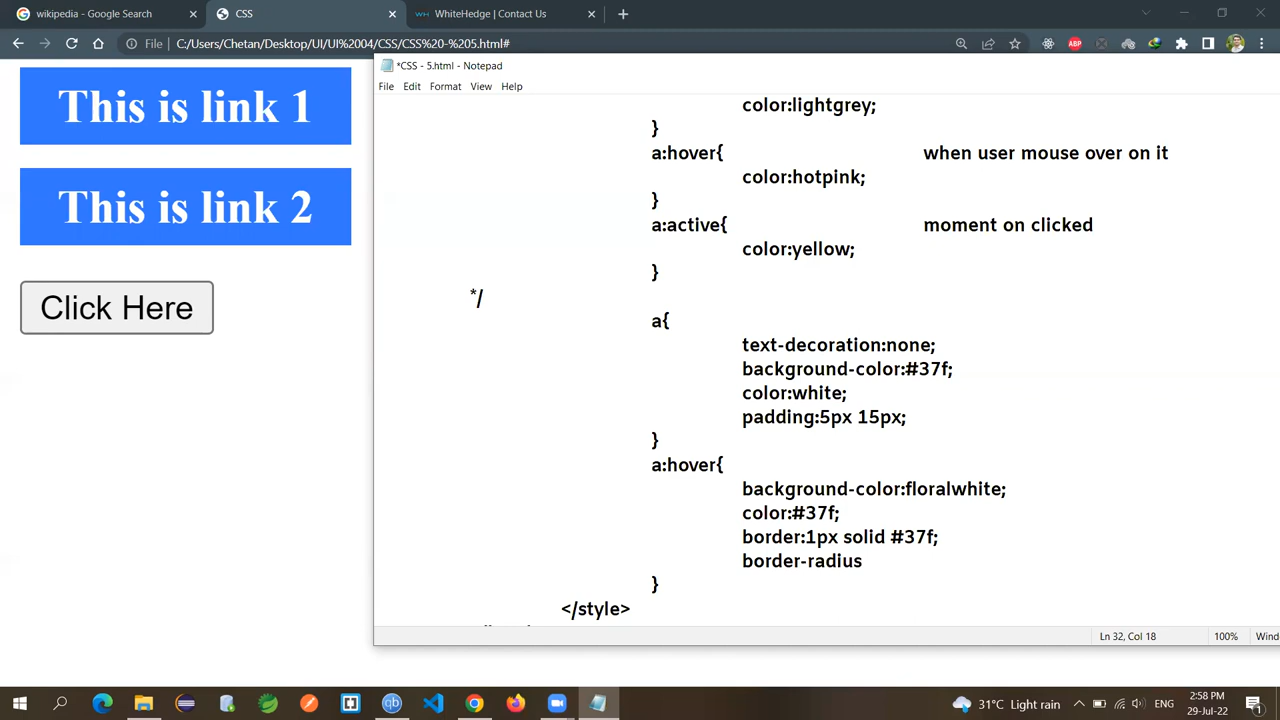 wikipedia - Google Search
CSS
WhiteHedge | Contact Us
File
C:/Users/Chetan/Desktop/UI/UI%2004/CSS/CSS%20-%205.html#
ABP
This is link 1
This is link 2
Click Here
*CSS - 5.html - Notepad
File Edit Format View Help
color:lightgrey;
}
a:hover{ when user mouse over on it
color:hotpink;
}
a:active{ moment on clicked
color:yellow;
}
*/
a{
text-decoration:none;
background-color:#37f;
color:white;
padding:5px 15px;
}
a:hover{
background-color:floralwhite;
color:#37f;
border:1px solid #37f;
border-radius
}
</style>
Ln 32, Col 18
100%
Wind
qb
31°C Light rain
ENG
2:58 PM
29-Jul-22
1